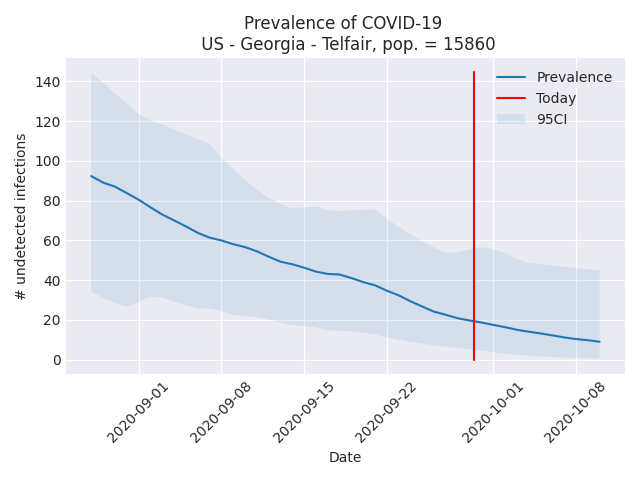 Prevalence of COVID-19
US - Georgia - Telfair, pop. = 15860
# undetected infections
140
120
100
80
60
40
20
0
Prevalence
Today
95CI
2020-09-01
2020-09-08
2020-09-15
2020-09-22
2020-10-01
2020-10-08
Date